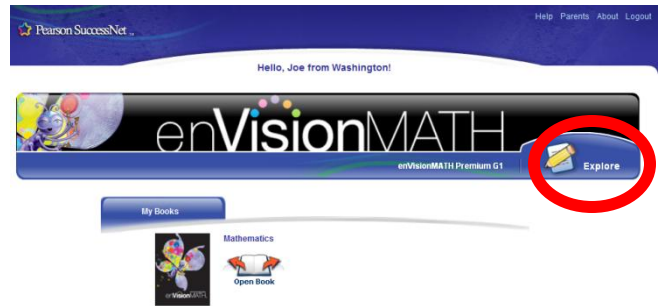 Help Parents About Logout
Pearson SuccessNet™
Hello, Joe from Washington!
enVisionMATH
enVisionMATH Premium G1
Explore
My Books
Mathematics
enVisionMATH
Open Book